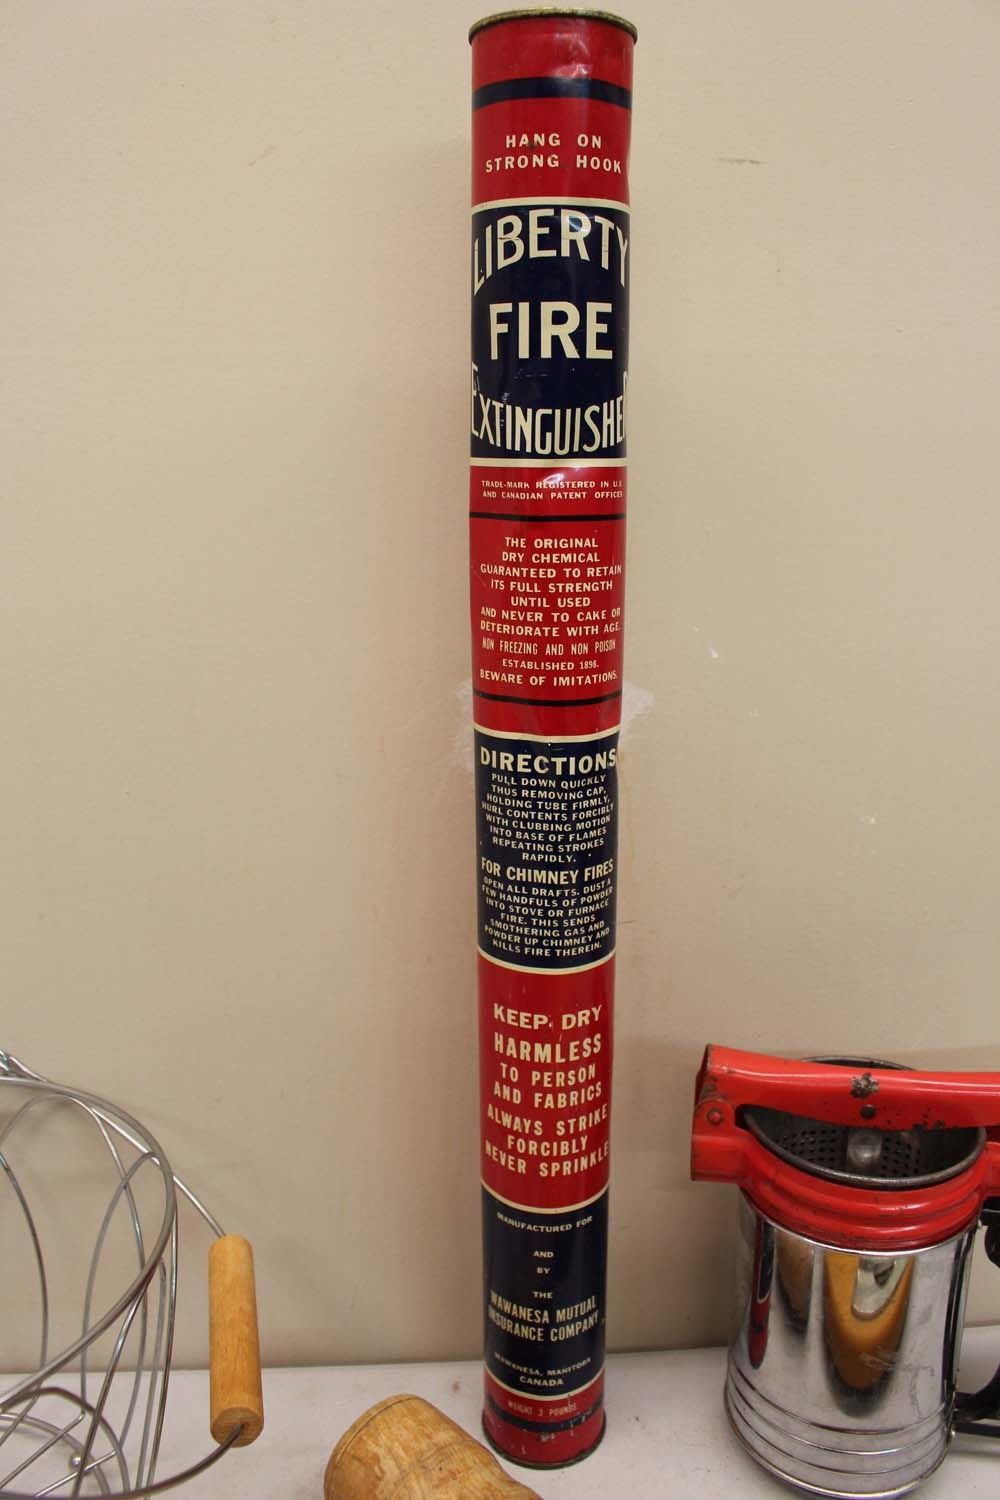 HANG ON
STRONG HOOK
LIBERTY
FIRE
EXTINGUISHER
TRADE-MARK REGISTERED IN U.S.
AND CANADIAN PATENT OFFICES
THE ORIGINAL
DRY CHEMICAL
GUARANTEED TO RETAIN
ITS FULL STRENGTH
UNTIL USED
AND NEVER TO CAKE OR
DETERIORATE WITH AGE.
NON FREEZING AND NON POISON
ESTABLISHED 1898.
BEWARE OF IMITATIONS.
DIRECTIONS
PULL DOWN QUICKLY
THUS REMOVING CAP,
HOLDING TUBE FIRMLY,
HURL CONTENTS FORCIBLY
WITH CLUBBING MOTION
INTO BASE OF FLAMES
REPEATING STROKES
RAPIDLY.
FOR CHIMNEY FIRES
OPEN ALL DRAFTS. DUST A
FEW HANDFULS OF POWDER
INTO STOVE OR FURNACE
FIRE. THIS SENDS
SMOTHERING GAS AND
POWDER UP CHIMNEY AND
KILLS FIRE THEREIN.
KEEP DRY
HARMLESS
TO PERSON
AND FABRICS
ALWAYS STRIKE
FORCIBLY
NEVER SPRINKLE
MANUFACTURED FOR
AND
BY
THE
WAWANESA MUTUAL
INSURANCE COMPANY
WAWANESA, MANITOBA
CANADA
WEIGHT 3 POUNDS